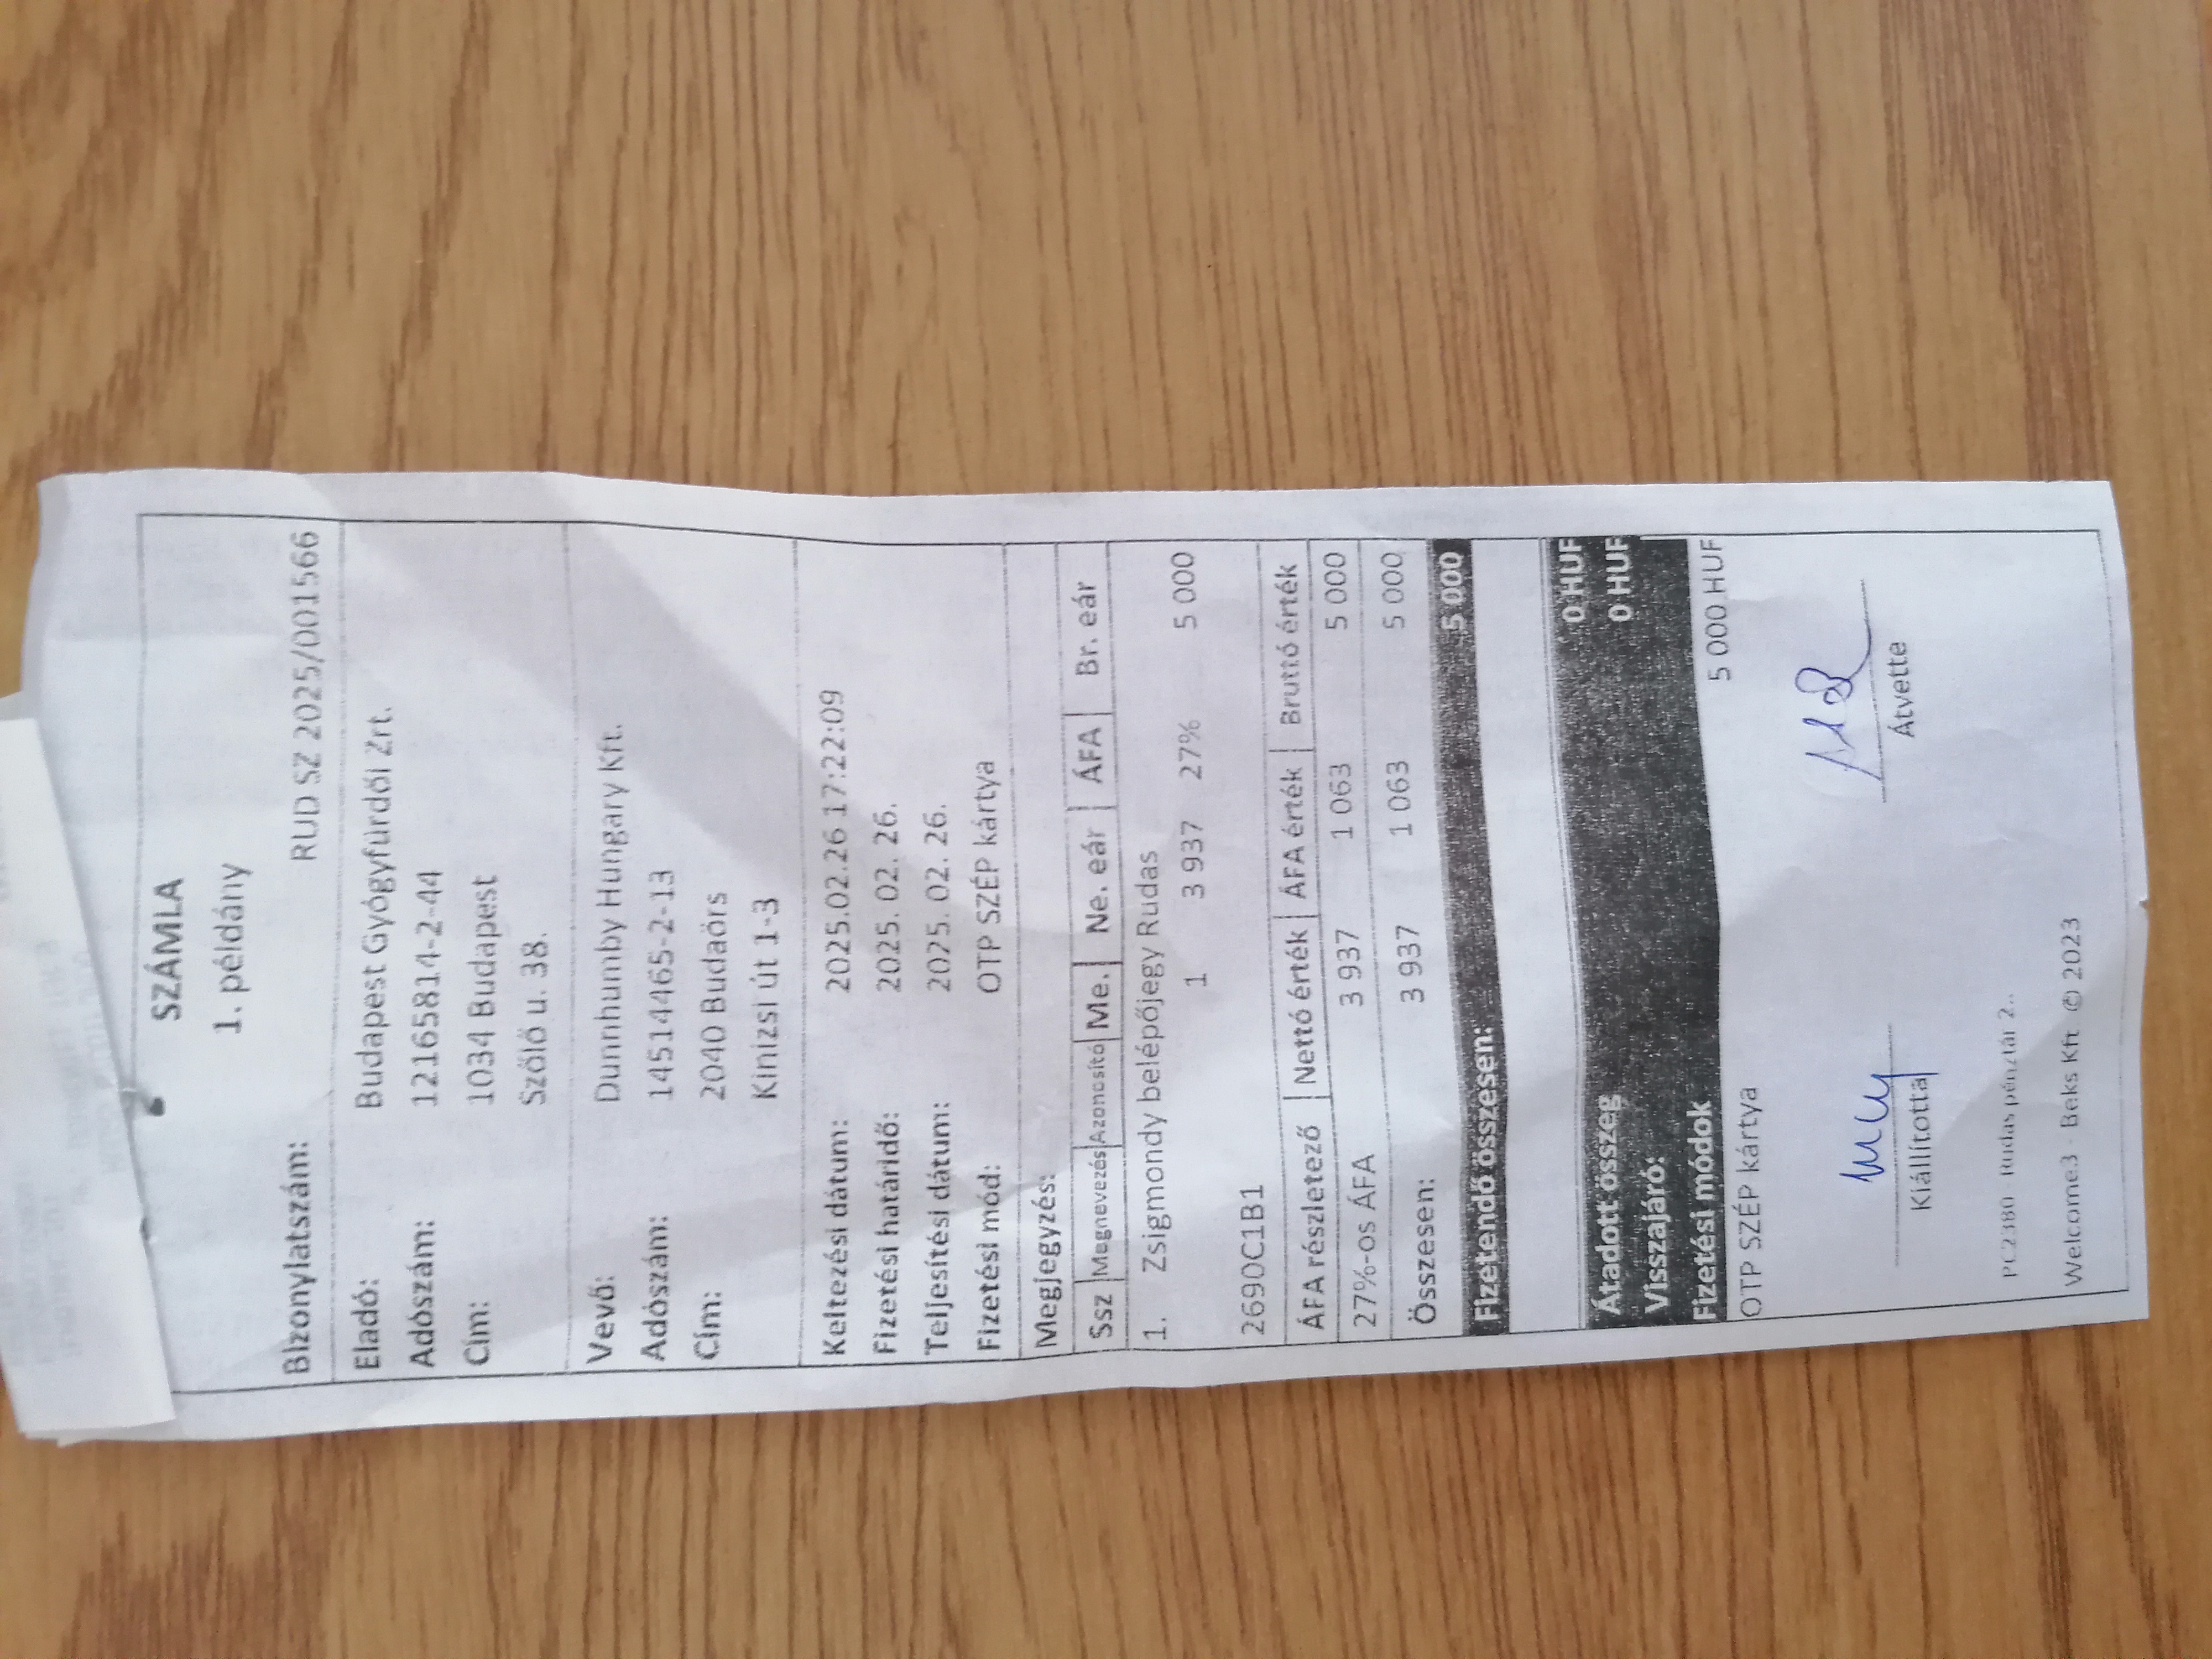 SZÁMLA
1. példány
Bizonylatszám: RUD SZ 2025/001566
Eladó: Budapest Gyógyfürdői Zrt.
Adószám: 12165814-2-44
Cím: 1034 Budapest
Szőlő u. 38.
Vevő: Dunnhumby Hungary Kft.
Adószám: 14514465-2-13
Cím: 2040 Budaörs
Kinizsi út 1-3
Keltezési dátum: 2025.02.26 17:22:09
Fizetési határidő: 2025. 02. 26.
Teljesítési dátum: 2025. 02. 26.
Fizetési mód: OTP SZÉP kártya
Megjegyzés:
Ssz Megnevezés Azonosító Me. Ne. eár ÁFA Br. eár
1. Zsigmondy belépőjegy Rudas
1 3 937 27% 5 000
2690C1B1
ÁFA részletező Nettó érték ÁFA érték Bruttó érték
27%-os ÁFA 3 937 1 063 5 000
Összesen: 3 937 1 063 5 000
Fizetendő összesen: 5 000
Átadott összeg 0 HUF
Visszajáró: 0 HUF
Fizetési módok
OTP SZÉP kártya 5 000 HUF
Kiállította Átvette
PC2380 Rudas pénztár 2..
Welcome3 - Beks Kft © 2023